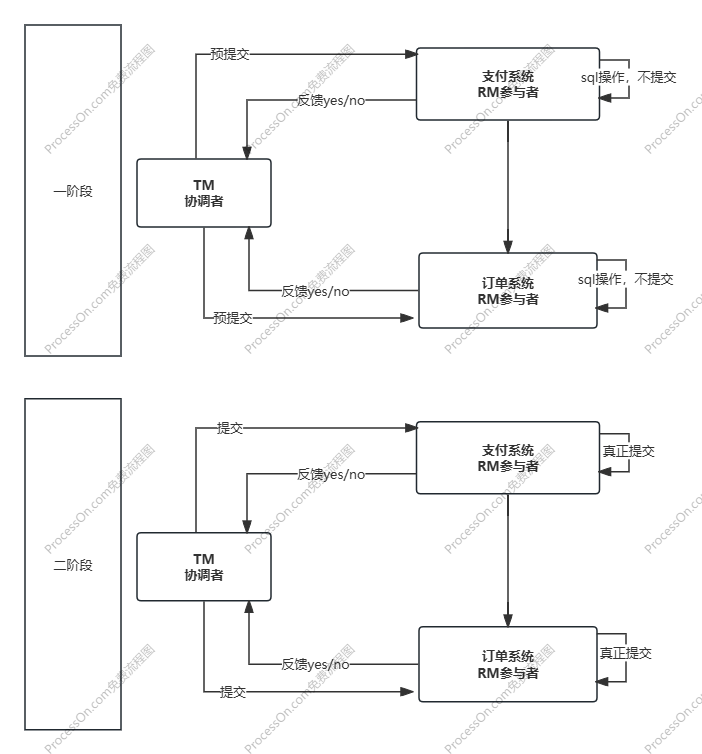 一阶段
预提交
支付系统
RM参与者
sql操作，不提交
反馈yes/no
TM
协调者
订单系统
RM参与者
sql操作，不提交
反馈yes/no
预提交
二阶段
提交
支付系统
RM参与者
真正提交
反馈yes/no
TM
协调者
订单系统
RM参与者
真正提交
反馈yes/no
提交
ProcessOn.com免费流程图